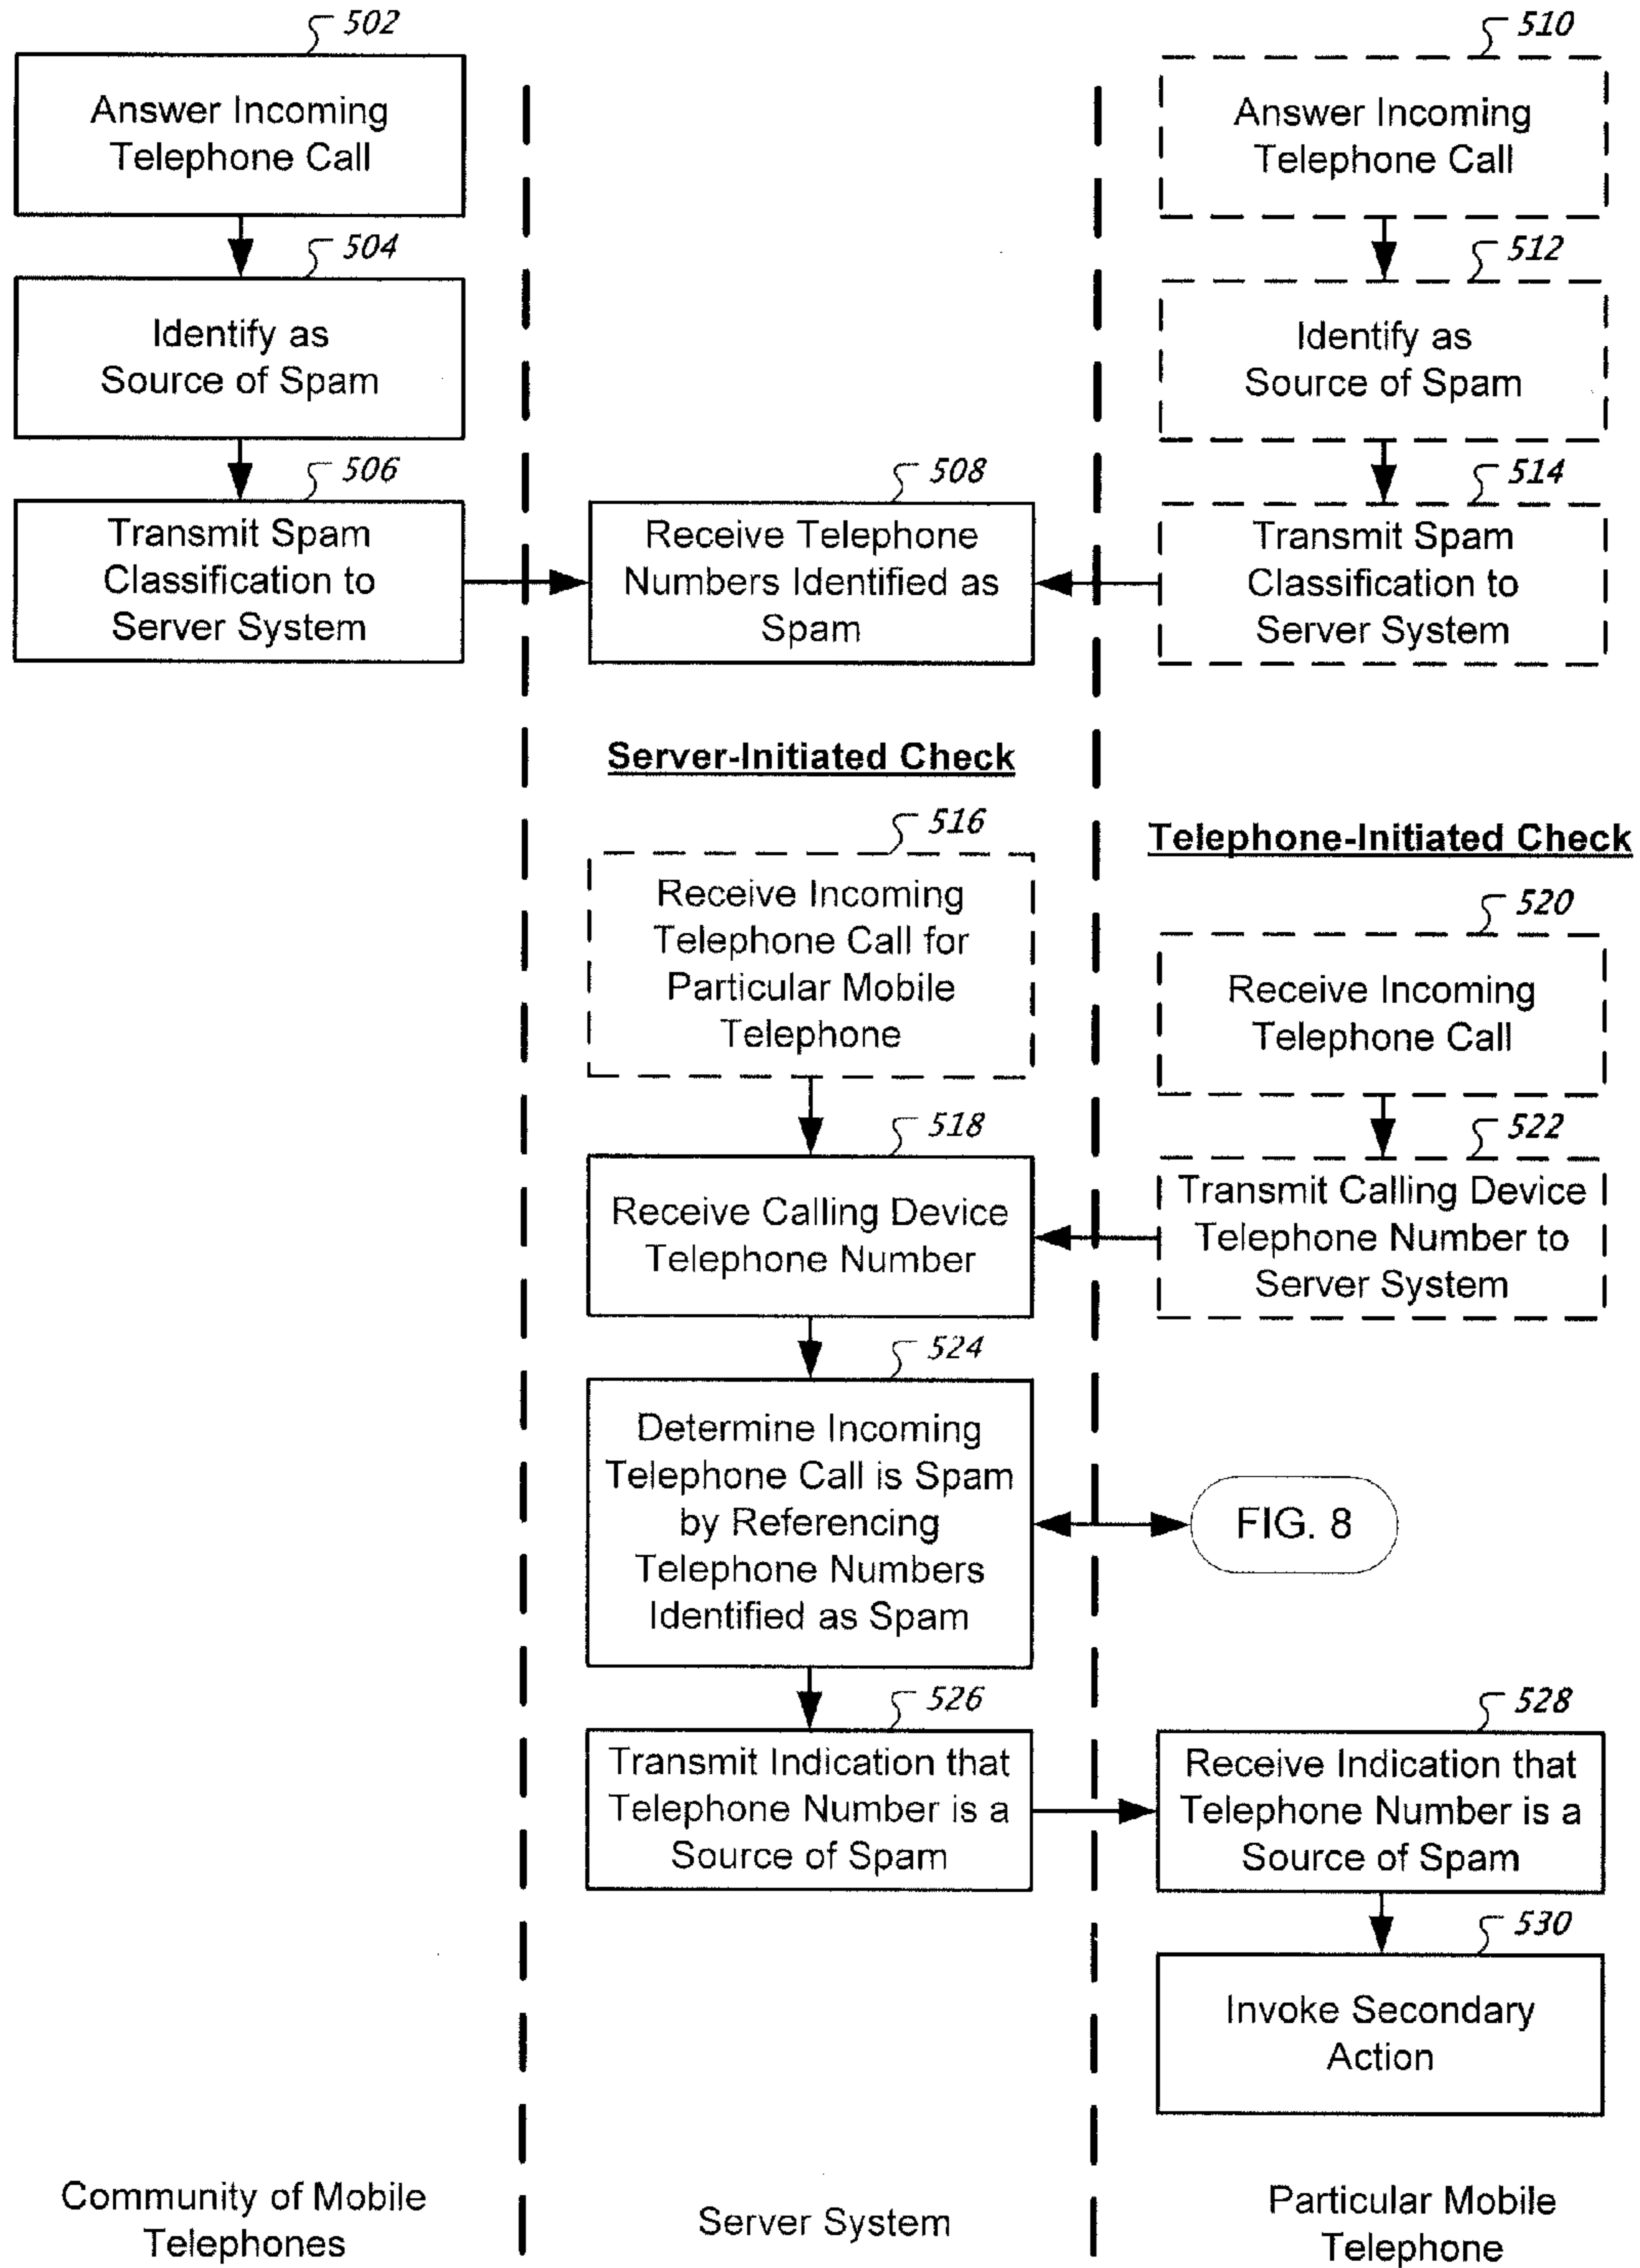 502
Answer Incoming
Telephone Call
504
Identify as
Source of Spam
506
Transmit Spam
Classification to
Server System
508
Receive Telephone
Numbers Identified as
Spam
510
Answer Incoming
Telephone Call
512
Identify as
Source of Spam
514
Transmit Spam
Classification to
Server System
Server-Initiated Check
516
Receive Incoming
Telephone Call for
Particular Mobile
Telephone
518
Receive Calling Device
Telephone Number
Telephone-Initiated Check
520
Receive Incoming
Telephone Call
522
Transmit Calling Device
Telephone Number to
Server System
524
Determine Incoming
Telephone Call is Spam
by Referencing
Telephone Numbers
Identified as Spam
FIG. 8
526
Transmit Indication that
Telephone Number is a
Source of Spam
528
Receive Indication that
Telephone Number is a
Source of Spam
530
Invoke Secondary
Action
Community of Mobile
Telephones
Server System
Particular Mobile
Telephone